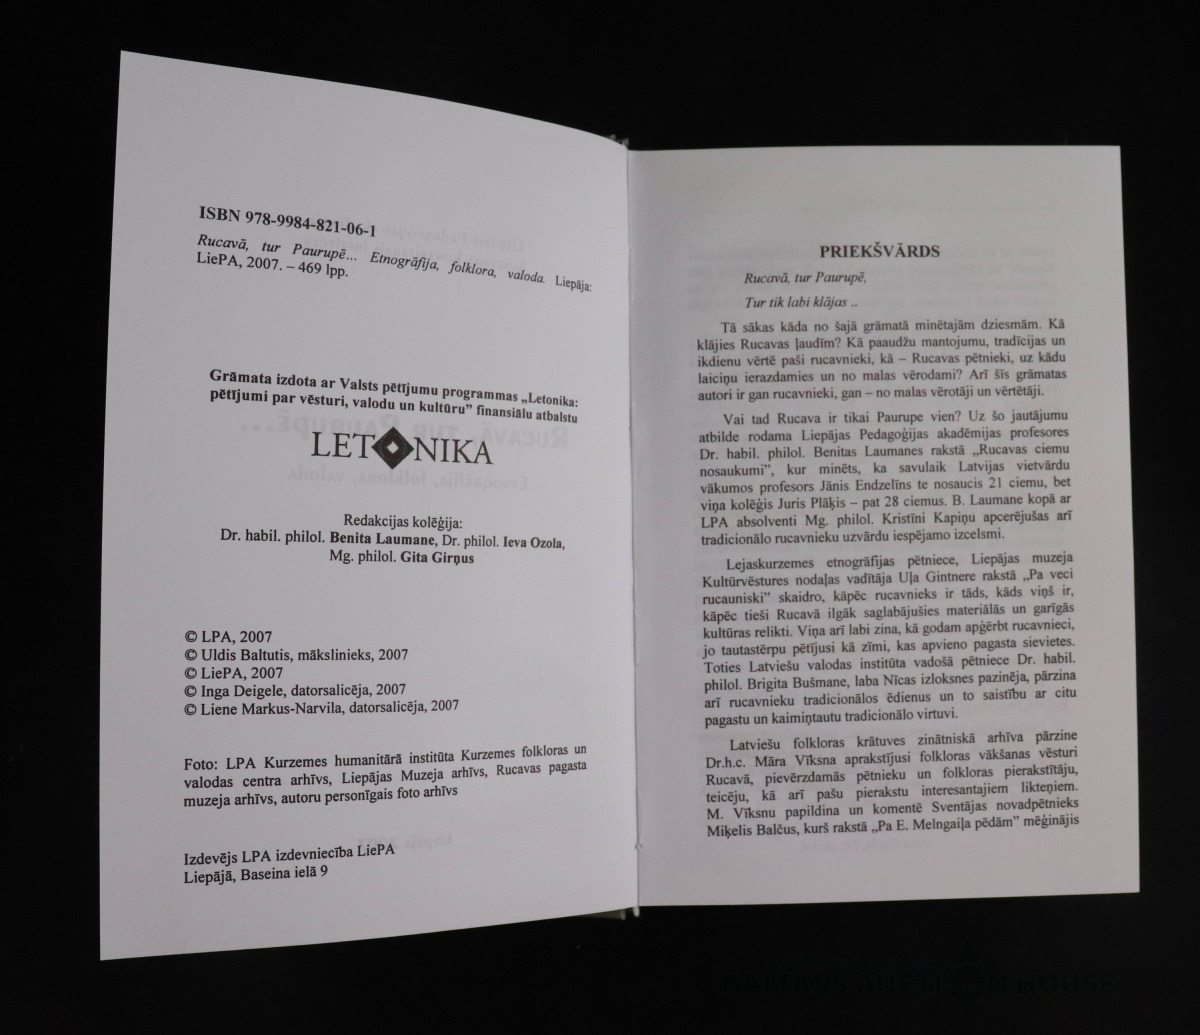 ISBN 978-9984-821-06-1
Rucavā, tur Paurupē... Etnogrāfija, folklora, valoda. Liepāja:
LiePA, 2007. – 469 lpp.
Grāmata izdota ar Valsts pētījumu programmas „Letonika:
pētījumi par vēsturi, valodu un kultūru” finansiālu atbalstu
LETONIKA
Redakcijas kolēģija:
Dr. habil. philol. Benita Laumane, Dr. philol. Ieva Ozola,
Mg. philol. Gita Girņus
© LPA, 2007
© Uldis Baltutis, mākslinieks, 2007
© LiePA, 2007
© Inga Deigele, datorsalicēja, 2007
© Liene Markus-Narvila, datorsalicēja, 2007
Foto: LPA Kurzemes humanitārā institūta Kurzemes folkloras un
valodas centra arhīvs, Liepājas Muzeja arhīvs, Rucavas pagasta
muzeja arhīvs, autoru personīgais foto arhīvs
Izdevējs LPA izdevniecība LiePA
Liepājā, Baseina ielā 9
PRIEKŠVĀRDS
Rucavā, tur Paurupē,
Tur tik labi klājas ..
Tā sākas kāda no šajā grāmatā minētajām dziesmām. Kā
klājies Rucavas ļaudīm? Kā paaudžu mantojumu, tradīcijas un
ikdienu vērtē paši rucavnieki, kā – Rucavas pētnieki, uz kādu
laiciņu ierazdamies un no malas vērodami? Arī šīs grāmatas
autori ir gan rucavnieki, gan – no malas vērotāji un vērtētāji.
Vai tad Rucava ir tikai Paurupe vien? Uz šo jautājumu
atbilde rodama Liepājas Pedagoģijas akadēmijas profesores
Dr. habil. philol. Benitas Laumanes rakstā „Rucavas ciemu
nosaukumi”, kur minēts, ka savulaik Latvijas vietvārdu
vākumos profesors Jānis Endzelīns te nosaucis 21 ciemu, bet
viņa kolēģis Juris Plāķis – pat 28 ciemus. B. Laumane kopā ar
LPA absolventi Mg. philol. Kristīni Kapiņu apcerējušas arī
tradicionālo rucavnieku uzvārdu iespējamo izcelsmi.
Lejaskurzemes etnogrāfijas pētniece, Liepājas muzeja
Kultūrvēstures nodaļas vadītāja Uļa Gintnere rakstā „Pa veci
rucauniski” skaidro, kāpēc rucavnieks ir tāds, kāds viņš ir,
kāpēc tieši Rucavā ilgāk saglabājušies materiālās un garīgās
kultūras relikti. Viņa arī labi zina, kā godam apģērbt rucavnieci,
jo tautastērpu pētījusi kā zīmi, kas apvieno pagasta sievietes.
Toties Latviešu valodas institūta vadošā pētniece Dr. habil.
philol. Brigita Bušmane, laba Nīcas izloksnes pazinēja, pārzina
arī rucavnieku tradicionālos ēdienus un to saistību ar citu
pagastu un kaimiņtautu tradicionālo virtuvi.
Latviešu folkloras krātuves zinātniskā arhīva pārzine
Dr.h.c. Māra Vīksna aprakstījusi folkloras vākšanas vēsturi
Rucavā, pievērzdamās pētnieku un folkloras pierakstītāju,
teicēju, kā arī pašu pierakstu interesantajiem likteņiem.
M. Vīksnu papildina un komentē Sventājas novadpētnieks
Miķelis Balčus, kurš rakstā „Pa E. Melngaiļa pēdām” mēģinājis
BALTARS AUCTION HOUSE